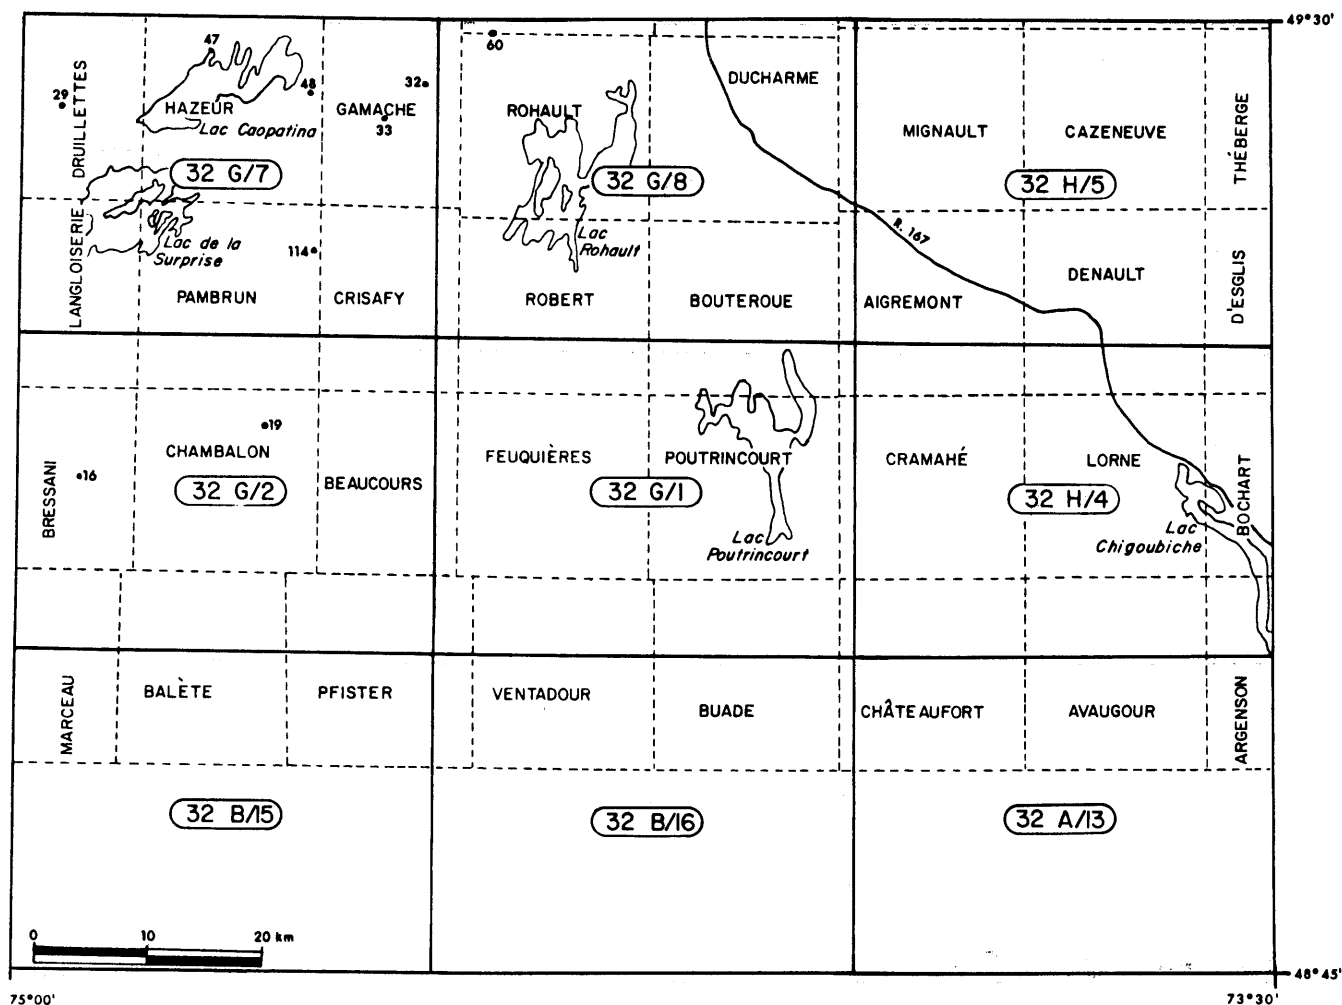 49°30'
47
60
DUCHARME
29
48
32
DRUILLETTES
HAZEUR
GAMACHE
ROHAULT
33
Lac Caopatina
MIGNAULT
CAZENEUVE
THÉBERGE
32 G/7
32 G/8
32 H/5
LANGLOISERIE
Lac de la
Surprise
114
Lac
Rohault
R. 167
DENAULT
D'ESGLIS
PAMBRUN
CRISAFY
ROBERT
BOUTEROUE
AIGREMONT
19
CHAMBALON
FEUQUIÈRES
POUTRINCOURT
CRAMAHÉ
LORNE
BRESSANI
16
BEAUCOURS
BOCHART
32 G/2
32 G/1
32 H/4
Lac
Poutrincourt
Lac
Chigoubiche
MARCEAU
BALÈTE
PFISTER
VENTADOUR
BUADE
CHÂTEAUFORT
AVAUGOUR
ARGENSON
32 B/15
32 B/16
32 A/13
0 10 20 km
48°45'
75°00'
73°30'